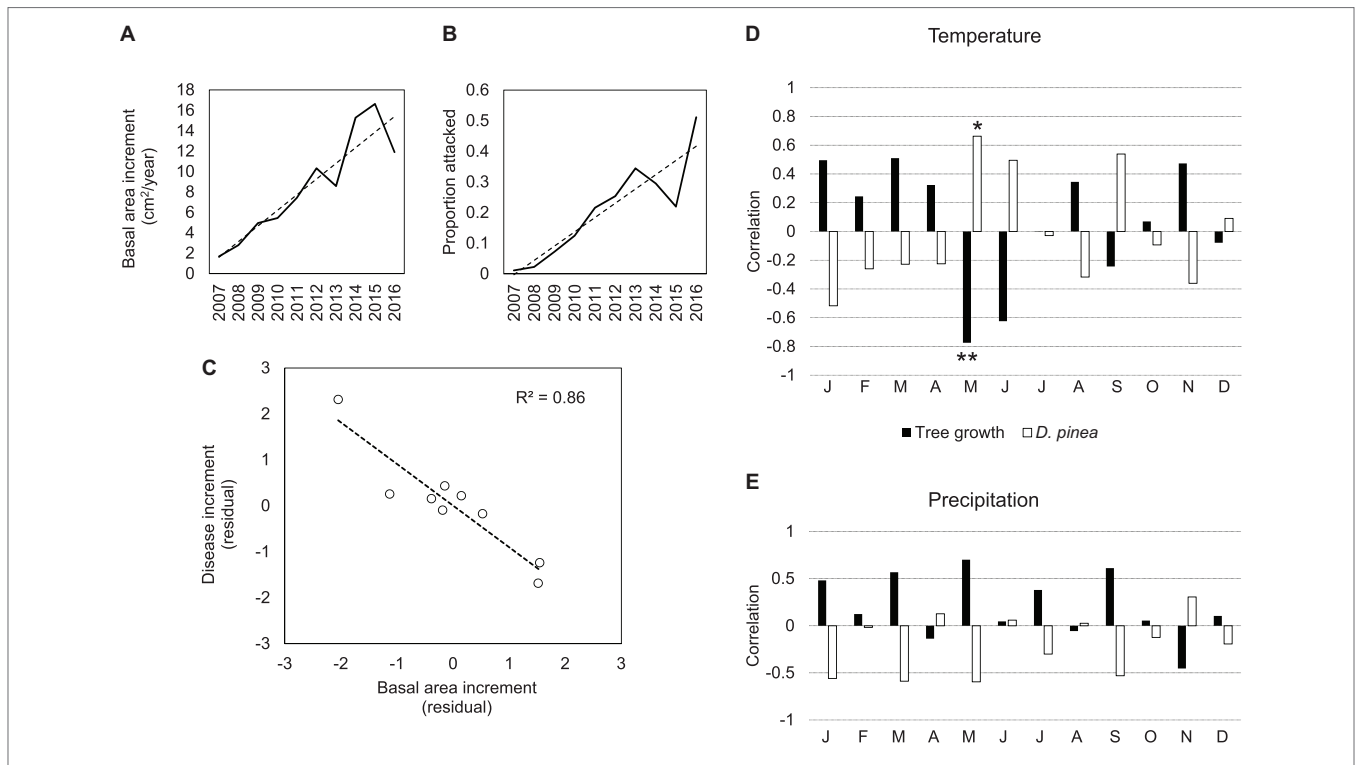 A
Basal area increment
(cm²/year)
18
16
14
12
10
8
6
4
2
0
2007
2008
2009
2010
2011
2012
2013
2014
2015
2016
B
Proportion attacked
0.6
0.5
0.4
0.3
0.2
0.1
0
2007
2008
2009
2010
2011
2012
2013
2014
2015
2016
C
Disease increment
(residual)
3
2
1
0
-1
-2
-3
R² = 0.86
-3 -2 -1 0 1 2 3
Basal area increment
(residual)
D
Temperature
Correlation
1
0.8
0.6
0.4
0.2
0
-0.2
-0.4
-0.6
-0.8
-1
*
**
J F M A M J J A S O N D
Tree growth D. pinea
E
Precipitation
Correlation
1
0.5
0
-0.5
-1
J F M A M J J A S O N D